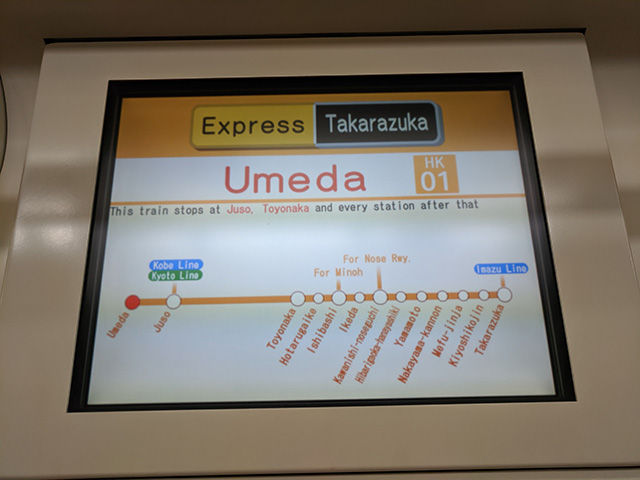 Express Takarazuka
Umeda HK 01
This train stops at Juso, Toyonaka and every station after that
Kobe Line
Kyoto Line
For Minoh
For Nose Rwy.
Imazu Line
Umeda
Juso
Toyonaka
Hotarugaike
Ishibashi
Ikeda
Kawanishi-noseguchi
Hibarigaoka-hanayashiki
Yamamoto
Nakayama-kannon
Mefu-jinja
Kiyoshikojin
Takarazuka